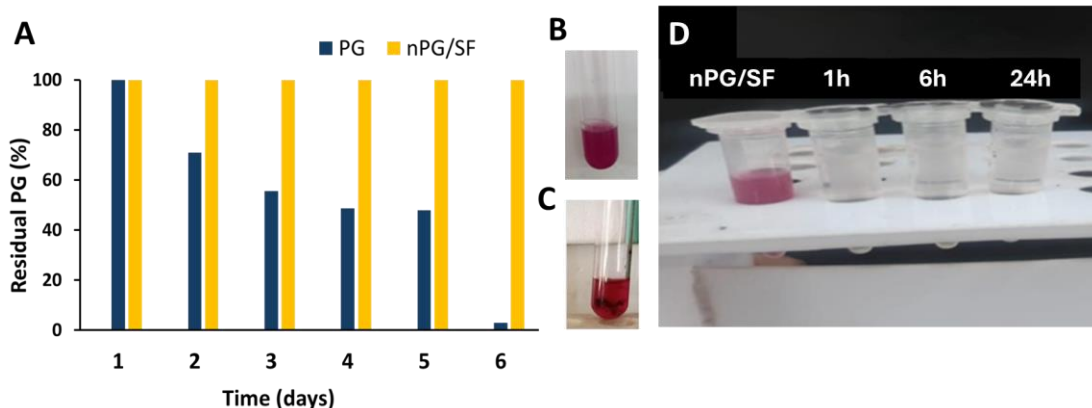 A
PG nPG/SF
Residual PG (%)
100
80
60
40
20
0
1 2 3 4 5 6
Time (days)
B
C
D
nPG/SF 1h 6h 24h